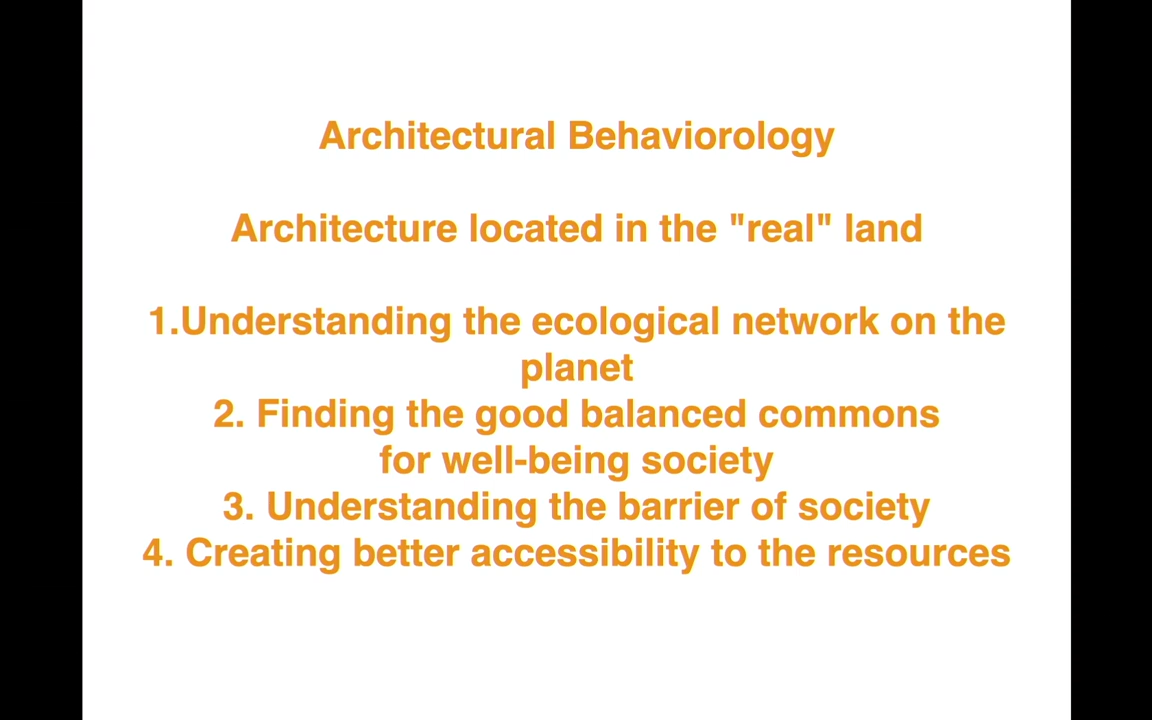 Architectural Behaviorology
Architecture located in the "real" land
1.Understanding the ecological network on the
planet
2. Finding the good balanced commons
for well-being society
3. Understanding the barrier of society
4. Creating better accessibility to the resources